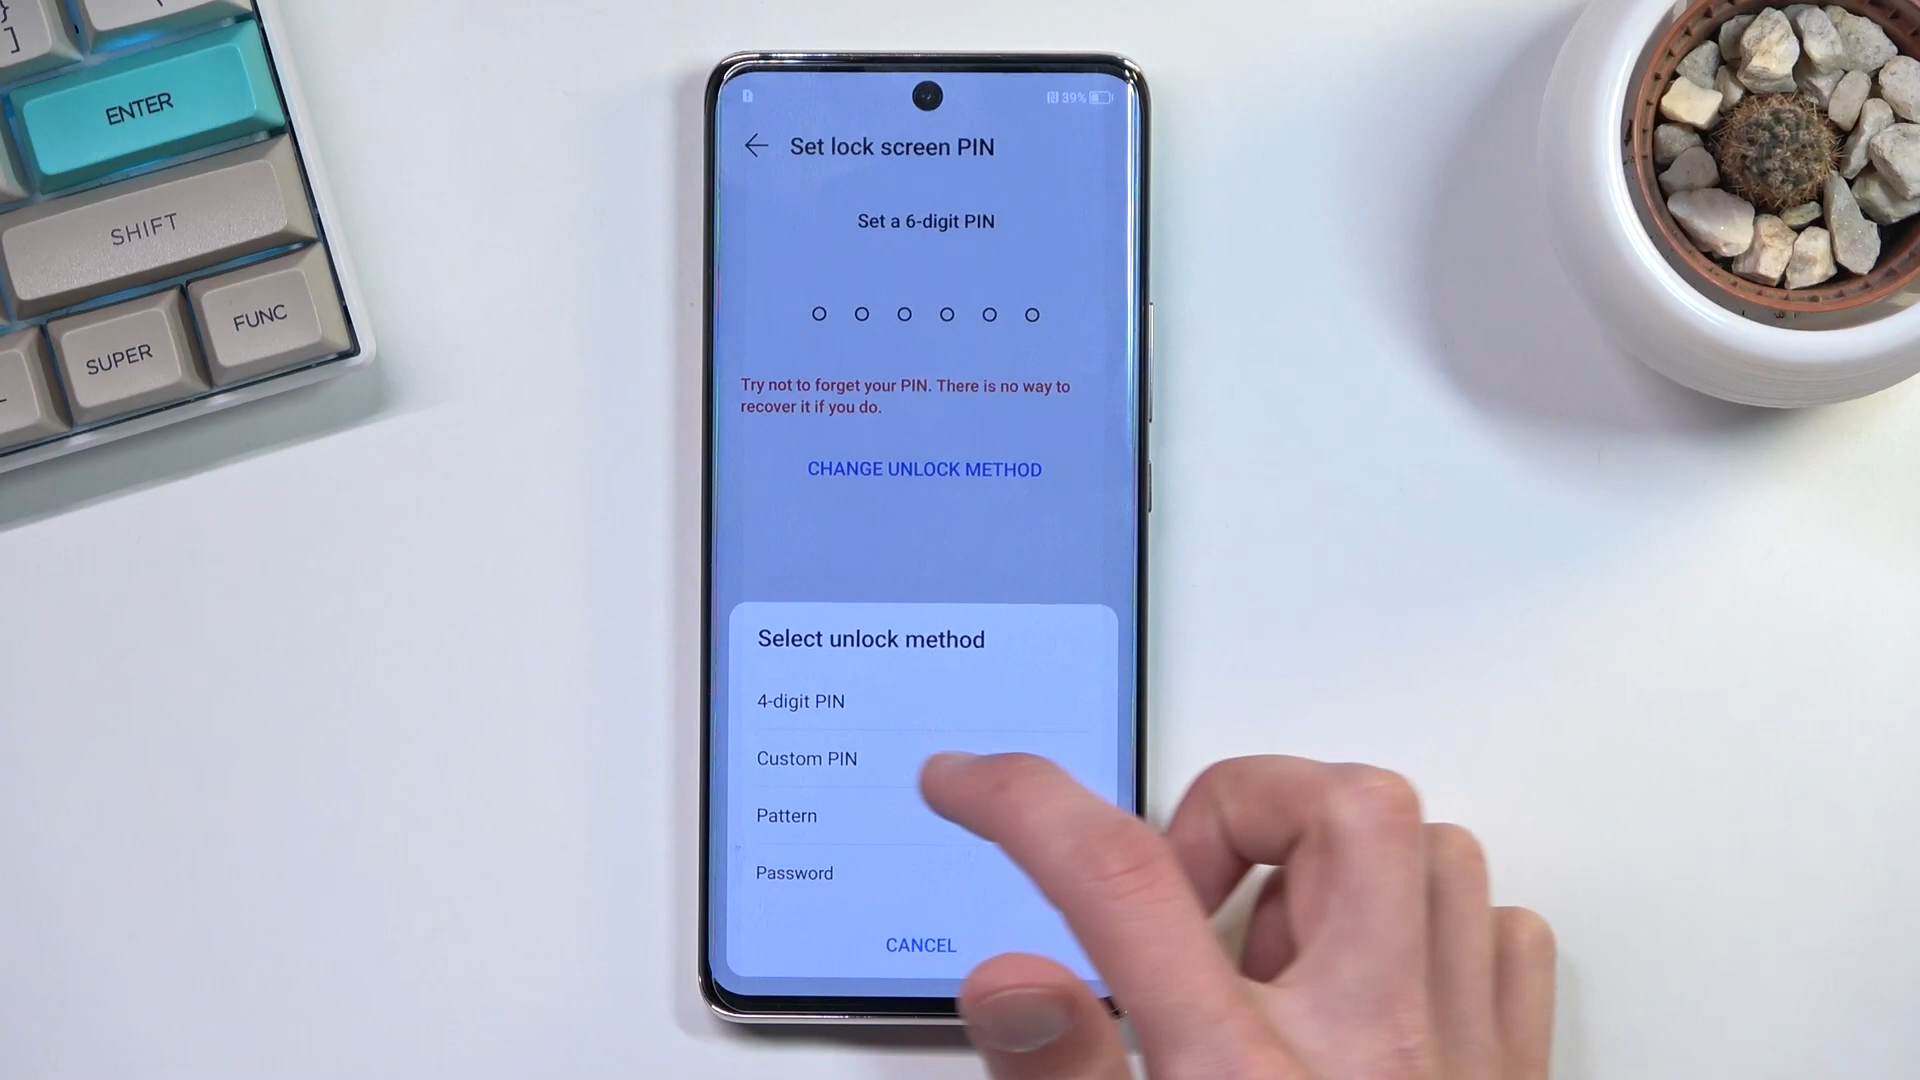 }
]
ENTER
SHIFT
SUPER
FUNC
39%
Set lock screen PIN
Set a 6-digit PIN
Try not to forget your PIN. There is no way to
recover it if you do.
CHANGE UNLOCK METHOD
Select unlock method
4-digit PIN
Custom PIN
Pattern
Password
CANCEL